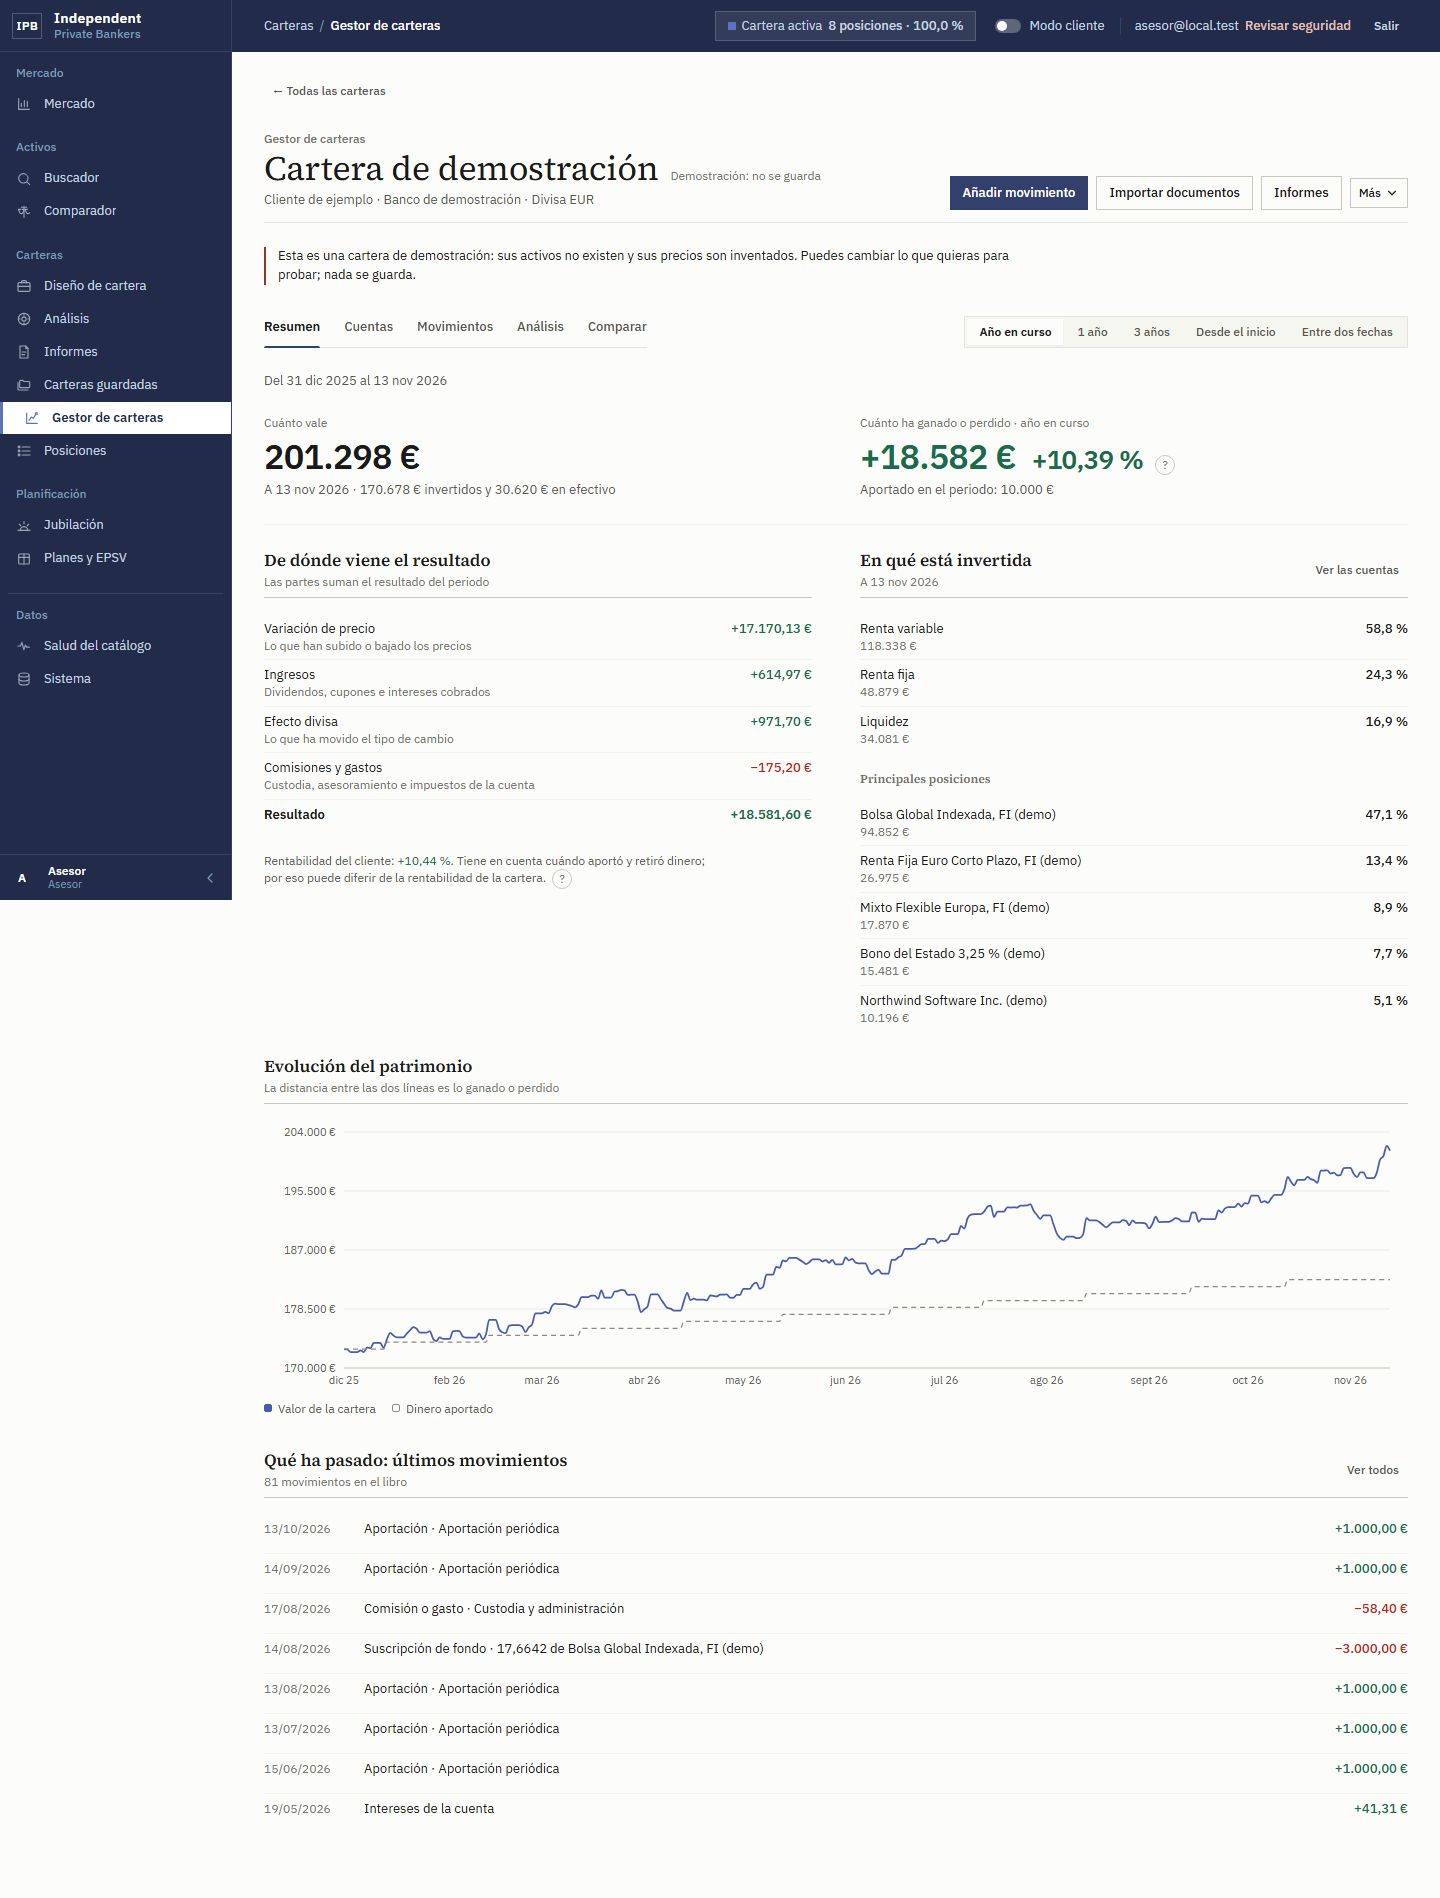 IPB
Independent
Private Bankers
Carteras / Gestor de carteras
Cartera activa 8 posiciones · 100,0 %
Modo cliente
asesor@local.test Revisar seguridad
Salir
Mercado
Mercado
Activos
Buscador
Comparador
Carteras
Diseño de cartera
Análisis
Informes
Carteras guardadas
Gestor de carteras
Posiciones
Planificación
Jubilación
Planes y EPSV
Datos
Salud del catálogo
Sistema
A
Asesor
Asesor
← Todas las carteras
Gestor de carteras
Cartera de demostración Demostración: no se guarda
Cliente de ejemplo · Banco de demostración · Divisa EUR
Añadir movimiento
Importar documentos
Informes
Más
Esta es una cartera de demostración: sus activos no existen y sus precios son inventados. Puedes cambiar lo que quieras para
probar; nada se guarda.
Resumen Cuentas Movimientos Análisis Comparar
Año en curso 1 año 3 años Desde el inicio Entre dos fechas
Del 31 dic 2025 al 13 nov 2026
Cuánto vale
201.298 €
A 13 nov 2026 · 170.678 € invertidos y 30.620 € en efectivo
Cuánto ha ganado o perdido · año en curso
+18.582 € +10,39 % ?
Aportado en el periodo: 10.000 €
De dónde viene el resultado
Las partes suman el resultado del periodo
Variación de precio +17.170,13 €
Lo que han subido o bajado los precios
Ingresos +614,97 €
Dividendos, cupones e intereses cobrados
Efecto divisa +971,70 €
Lo que ha movido el tipo de cambio
Comisiones y gastos −175,20 €
Custodia, asesoramiento e impuestos de la cuenta
Resultado +18.581,60 €
Rentabilidad del cliente: +10,44 %. Tiene en cuenta cuándo aportó y retiró dinero;
por eso puede diferir de la rentabilidad de la cartera. ?
En qué está invertida
A 13 nov 2026
Ver las cuentas
Renta variable 58,8 %
118.338 €
Renta fija 24,3 %
48.879 €
Liquidez 16,9 %
34.081 €
Principales posiciones
Bolsa Global Indexada, FI (demo) 47,1 %
94.852 €
Renta Fija Euro Corto Plazo, FI (demo) 13,4 %
26.975 €
Mixto Flexible Europa, FI (demo) 8,9 %
17.870 €
Bono del Estado 3,25 % (demo) 7,7 %
15.481 €
Northwind Software Inc. (demo) 5,1 %
10.196 €
Evolución del patrimonio
La distancia entre las dos líneas es lo ganado o perdido
204.000 €
195.500 €
187.000 €
178.500 €
170.000 €
dic 25 feb 26 mar 26 abr 26 may 26 jun 26 jul 26 ago 26 sept 26 oct 26 nov 26
Valor de la cartera Dinero aportado
Qué ha pasado: últimos movimientos
81 movimientos en el libro
Ver todos
13/10/2026 Aportación · Aportación periódica +1.000,00 €
14/09/2026 Aportación · Aportación periódica +1.000,00 €
17/08/2026 Comisión o gasto · Custodia y administración −58,40 €
14/08/2026 Suscripción de fondo · 17,6642 de Bolsa Global Indexada, FI (demo) −3.000,00 €
13/08/2026 Aportación · Aportación periódica +1.000,00 €
13/07/2026 Aportación · Aportación periódica +1.000,00 €
15/06/2026 Aportación · Aportación periódica +1.000,00 €
19/05/2026 Intereses de la cuenta +41,31 €